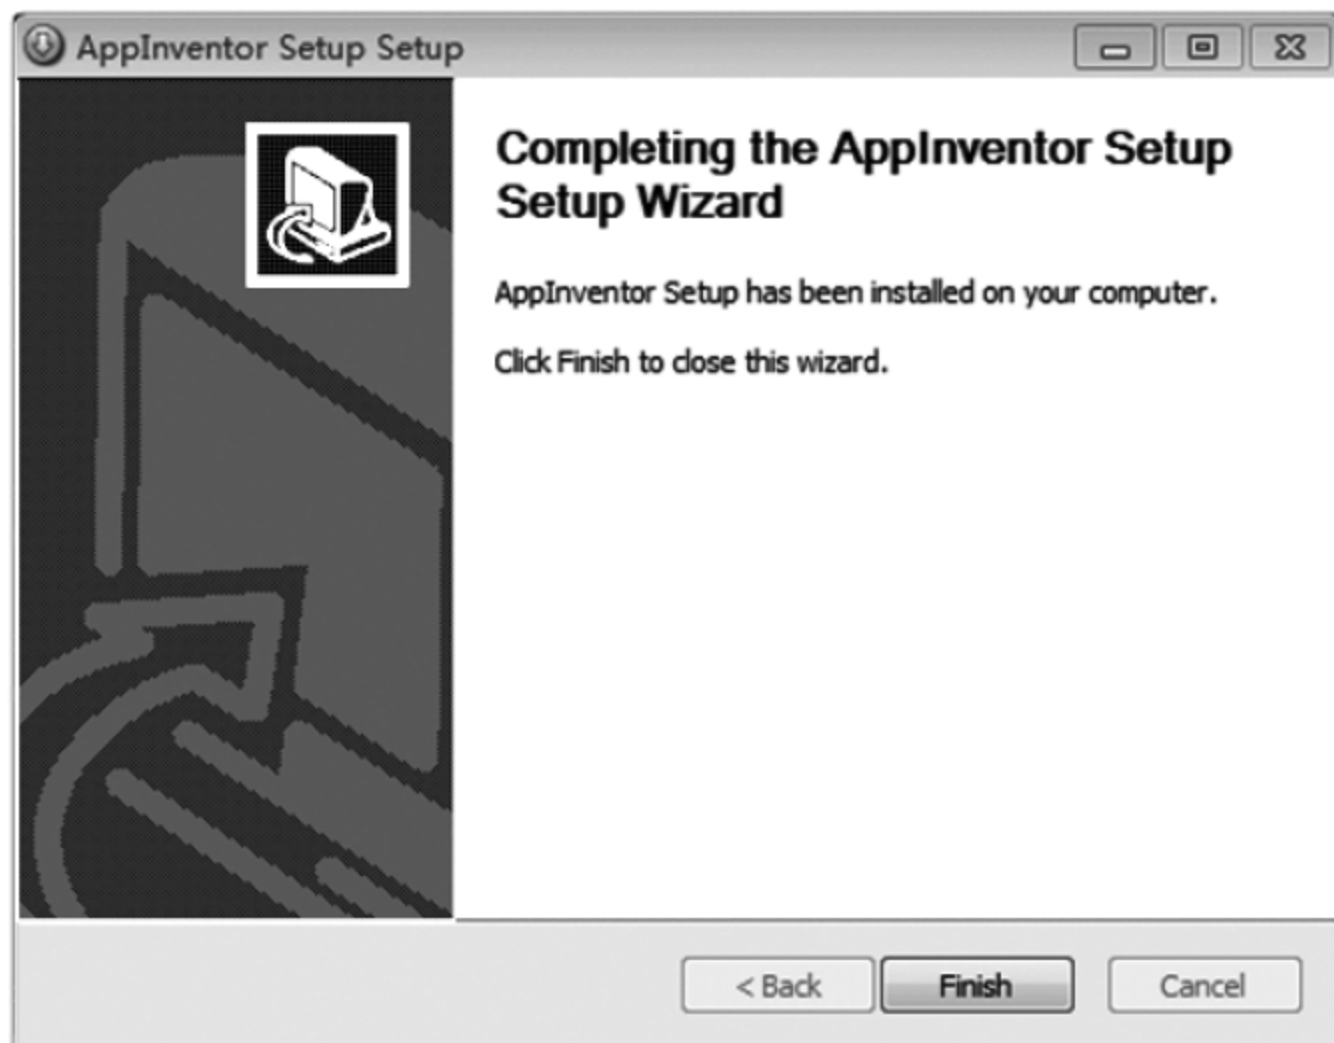 AppInventor Setup Setup
Completing the AppInventor Setup
Setup Wizard
AppInventor Setup has been installed on your computer.
Click Finish to close this wizard.
< Back
Finish
Cancel